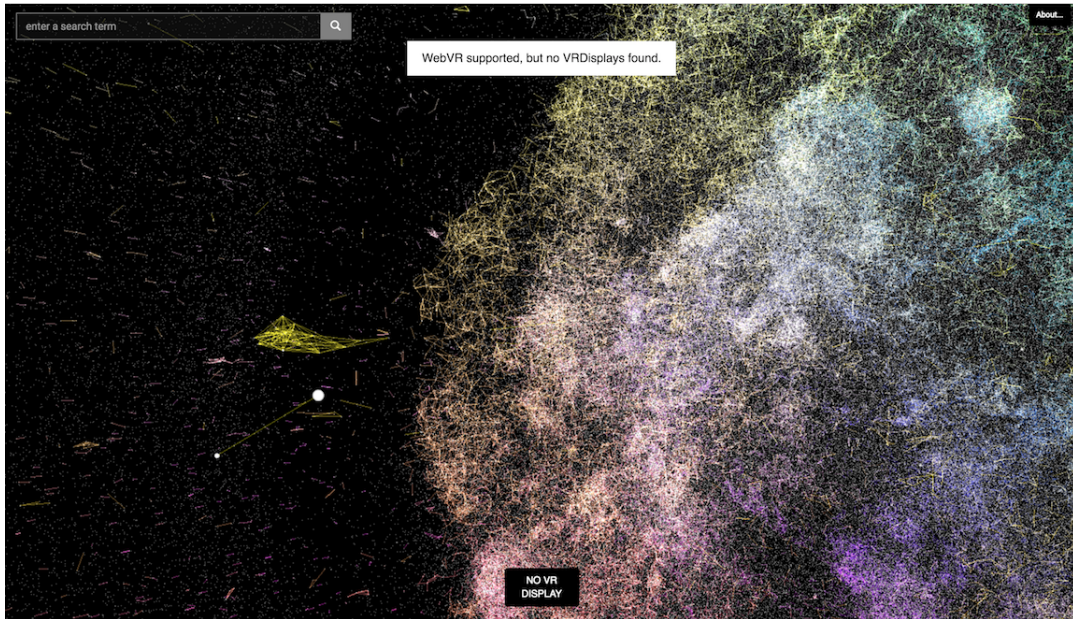 enter a search term
About...
WebVR supported, but no VRDisplays found.
NO VR
DISPLAY